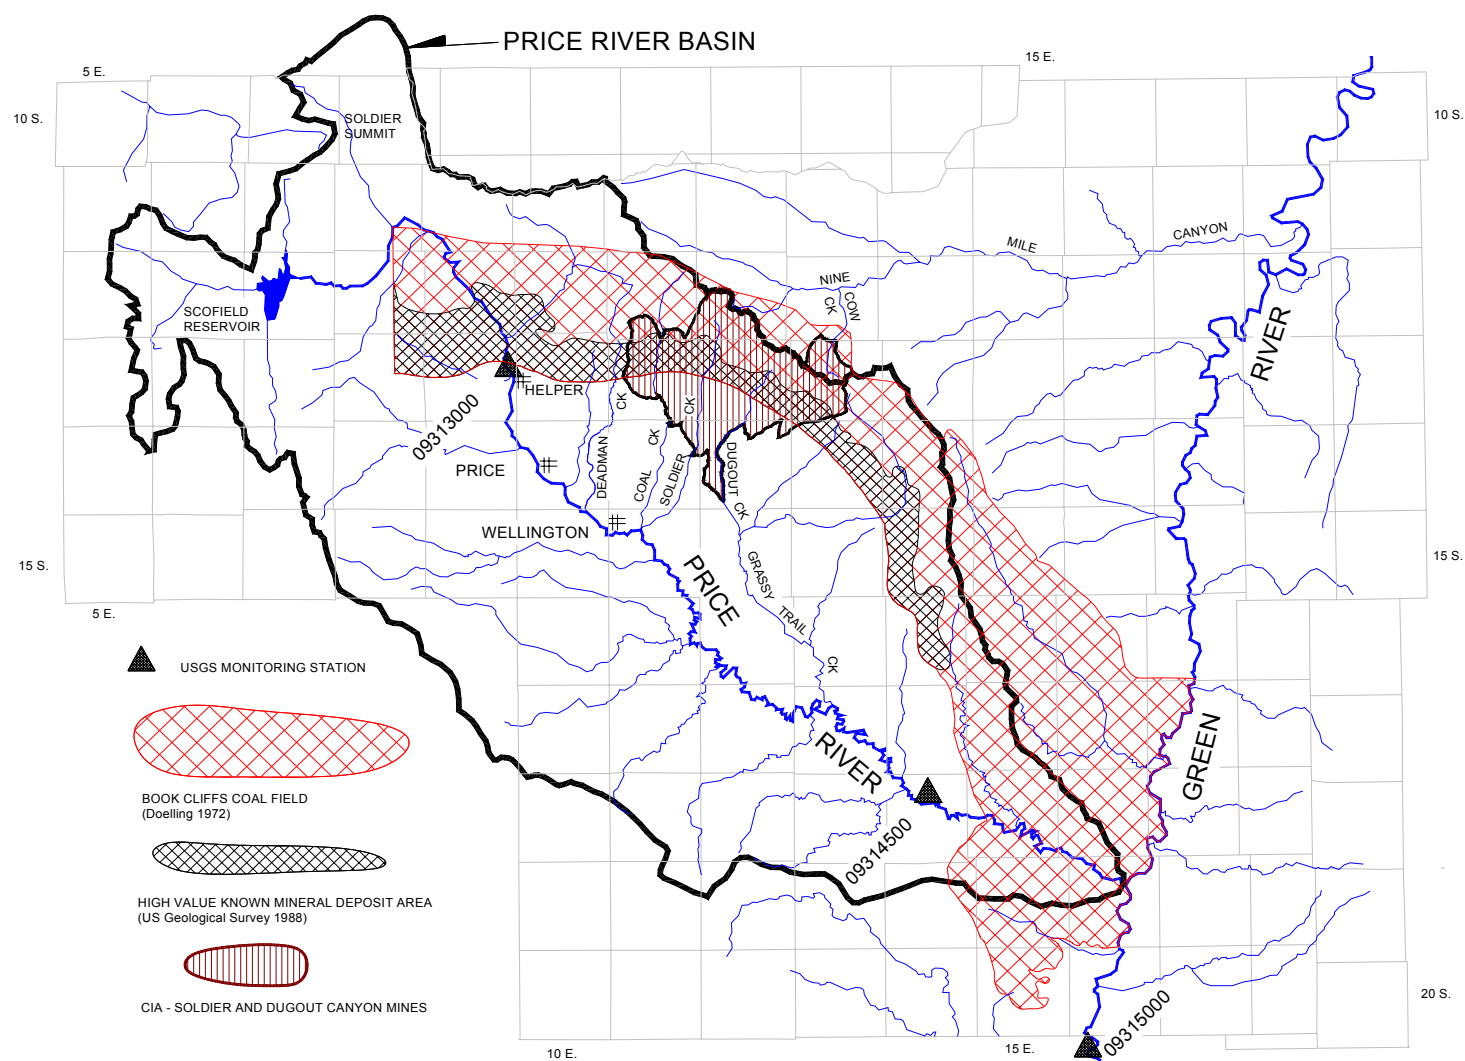 PRICE RIVER BASIN
5 E.
15 E.
10 S.
10 S.
SOLDIER
SUMMIT
MILE
CANYON
NINE
COW
CK
SCOFIELD
RESERVOIR
RIVER
HELPER
09313000
CK
CK
CK
DEADMAN
COAL
SOLDIER
DUGOUT
CK
PRICE
WELLINGTON
PRICE
GRASSY
TRAIL
CK
15 S.
15 S.
5 E.
USGS MONITORING STATION
RIVER
GREEN
BOOK CLIFFS COAL FIELD
(Doelling 1972)
09314500
HIGH VALUE KNOWN MINERAL DEPOSIT AREA
(US Geological Survey 1988)
CIA - SOLDIER AND DUGOUT CANYON MINES
20 S.
09315000
10 E.
15 E.